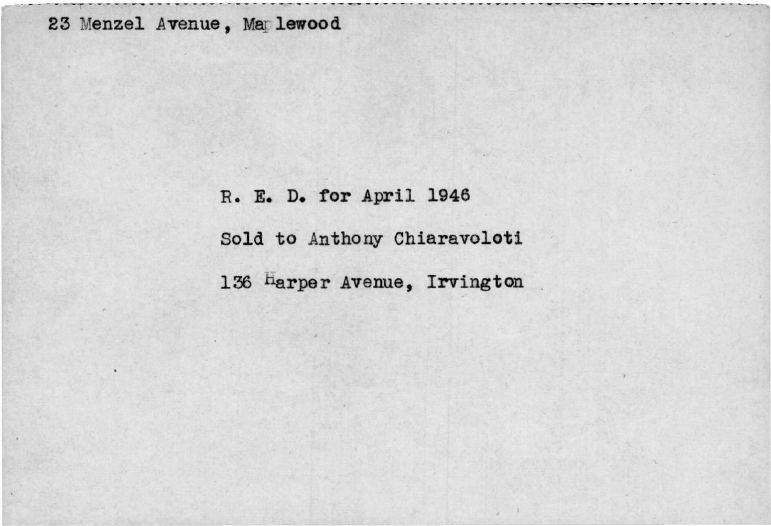 23 Menzel Avenue, Maplewood
R. E. D. for April 1946
Sold to Anthony Chiaravoloti
136 Harper Avenue, Irvington